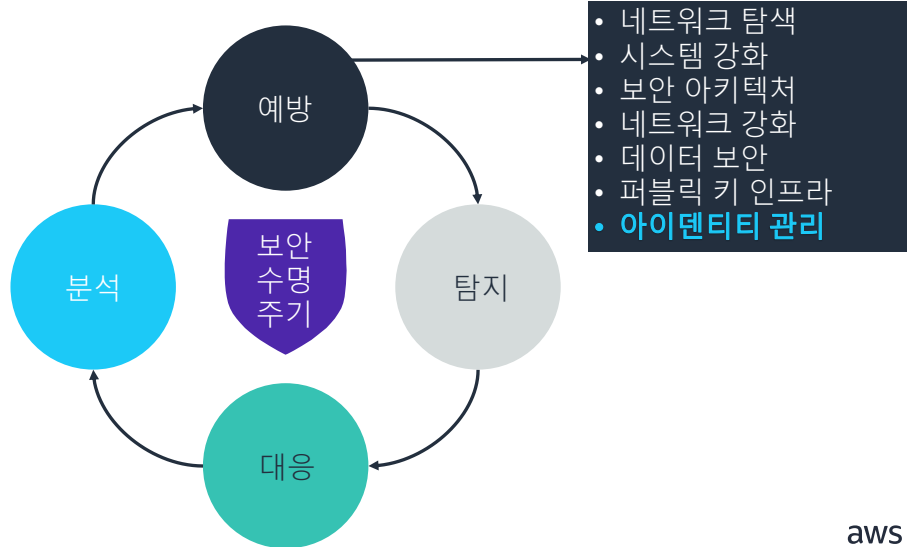 예방
• 네트워크 탐색
• 시스템 강화
• 보안 아키텍처
• 네트워크 강화
• 데이터 보안
• 퍼블릭 키 인프라
• 아이덴티티 관리
분석
보안
수명
주기
탐지
대응
aws